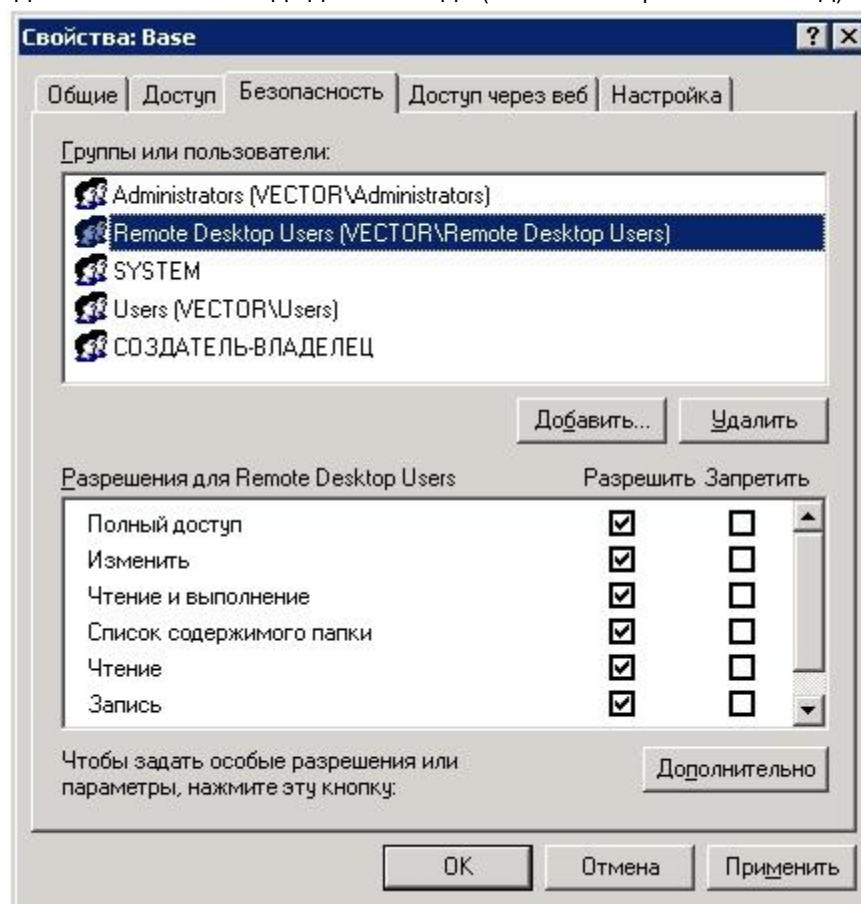 Свойства: Base
Общие Доступ Безопасность Доступ через веб Настройка
Группы или пользователи:
Administrators (VECTOR\Administrators)
Remote Desktop Users (VECTOR\Remote Desktop Users)
SYSTEM
Users (VECTOR\Users)
СОЗДАТЕЛЬ-ВЛАДЕЛЕЦ
Добавить... Удалить
Разрешения для Remote Desktop Users Разрешить Запретить
Полный доступ
Изменить
Чтение и выполнение
Список содержимого папки
Чтение
Запись
Чтобы задать особые разрешения или
параметры, нажмите эту кнопку:
Дополнительно
OK Отмена Применить